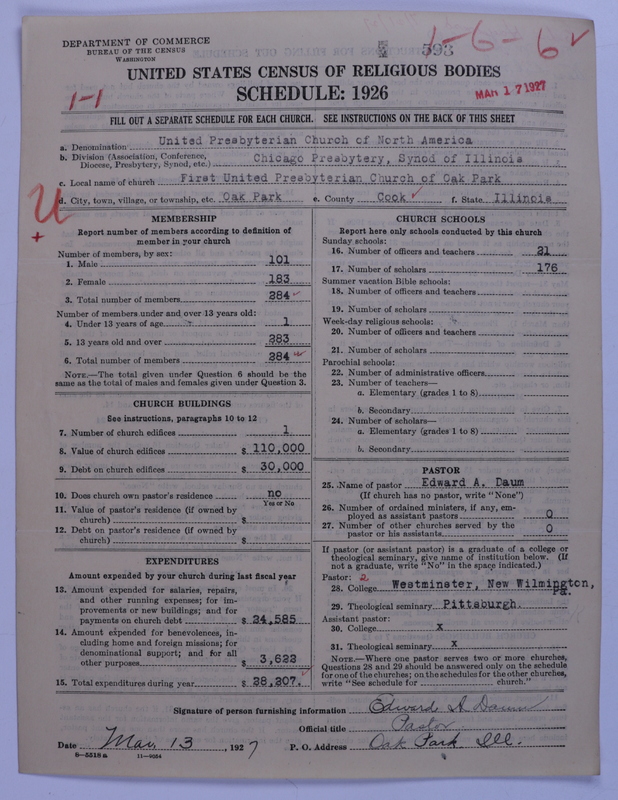 DEPARTMENT OF COMMERCE
BUREAU OF THE CENSUS
WASHINGTON
593
1-6-6 ✓
UNITED STATES CENSUS OF RELIGIOUS BODIES
1-1
SCHEDULE: 1926
MAR 17 1927
FILL OUT A SEPARATE SCHEDULE FOR EACH CHURCH. SEE INSTRUCTIONS ON THE BACK OF THIS SHEET
a. Denomination United Presbyterian Church of North America
b. Division (Association, Conference, Diocese, Presbytery, Synod, etc.) Chicago Presbytery, Synod of Illinois
c. Local name of church First United Presbyterian Church of Oak Park
d. City, town, village, or township, etc. Oak Park e. County Cook ✓ f. State Illinois
U
+
MEMBERSHIP
Report number of members according to definition of
member in your church
Number of members, by sex:
1. Male 101
2. Female 183
3. Total number of members 284 ✓
Number of members under and over 13 years old:
4. Under 13 years of age 1
5. 13 years old and over 283
6. Total number of members 284 ✓
NOTE.—The total given under Question 6 should be the
same as the total of males and females given under Question 3.
CHURCH BUILDINGS
See instructions, paragraphs 10 to 12
7. Number of church edifices 1
8. Value of church edifices $ 110,000
9. Debt on church edifices $ 30,000
10. Does church own pastor's residence no
Yes or No
11. Value of pastor's residence (if owned by
church) $
12. Debt on pastor's residence (if owned by
church) $
EXPENDITURES
Amount expended by your church during last fiscal year
13. Amount expended for salaries, repairs,
and other running expenses; for im-
provements or new buildings; and for
payments on church debt $ 24,585
14. Amount expended for benevolences, in-
cluding home and foreign missions; for
denominational support; and for all
other purposes 3,622
15. Total expenditures during year $ 28,207. ✓
CHURCH SCHOOLS
Report here only schools conducted by this church
Sunday schools:
16. Number of officers and teachers 21
17. Number of scholars 176
Summer vacation Bible schools:
18. Number of officers and teachers
19. Number of scholars
Week-day religious schools:
20. Number of officers and teachers
21. Number of scholars
Parochial schools:
22. Number of administrative officers
23. Number of teachers—
a. Elementary (grades 1 to 8)
b. Secondary
24. Number of scholars—
a. Elementary (grades 1 to 8)
b. Secondary
PASTOR
25. Name of pastor Edward A. Daum
(If church has no pastor, write "None")
26. Number of ordained ministers, if any, em-
ployed as assistant pastors 0
27. Number of other churches served by the
pastor or his assistants 0
If pastor (or assistant pastor) is a graduate of a college or
theological seminary, give name of institution below. (If
not a graduate, write "No" in the space indicated.)
Pastor: 2
28. College Westminster, New Wilmington,
Pa.
29. Theological seminary Pittsburgh.
Assistant pastor:
30. College x
31. Theological seminary x
NOTE.—Where one pastor serves two or more churches,
Questions 28 and 29 should be answered only on the schedule
for one of the churches; on the schedules for the other churches,
write "See schedule for church."
Signature of person furnishing information Edward A Daum
Official title Pastor
Date Mar. 13, 1927 P. O. Address Oak Park Ill.
6—5518 a 11—9054